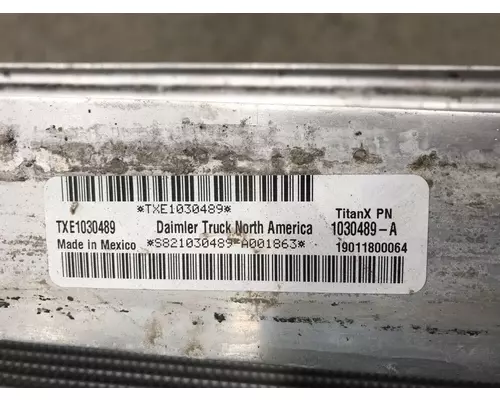 *TXE1030489*
TXE1030489 Daimler Truck North America
Made in Mexico *S821030489-A001863*
TitanX PN
1030489-A
19011800064